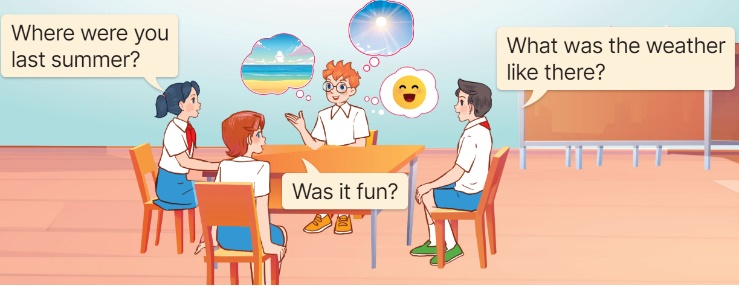 Where were you
last summer?
What was the weather
like there?
Was it fun?